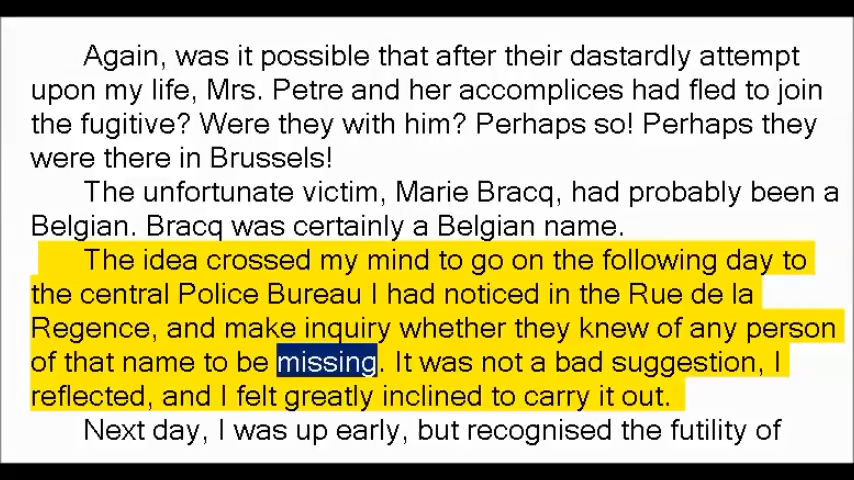 Again, was it possible that after their dastardly attempt
upon my life, Mrs. Petre and her accomplices had fled to join
the fugitive? Were they with him? Perhaps so! Perhaps they
were there in Brussels!
The unfortunate victim, Marie Bracq, had probably been a
Belgian. Bracq was certainly a Belgian name.
The idea crossed my mind to go on the following day to
the central Police Bureau I had noticed in the Rue de la
Regence, and make inquiry whether they knew of any person
of that name to be missing. It was not a bad suggestion, I
reflected, and I felt greatly inclined to carry it out.
Next day, I was up early, but recognised the futility of